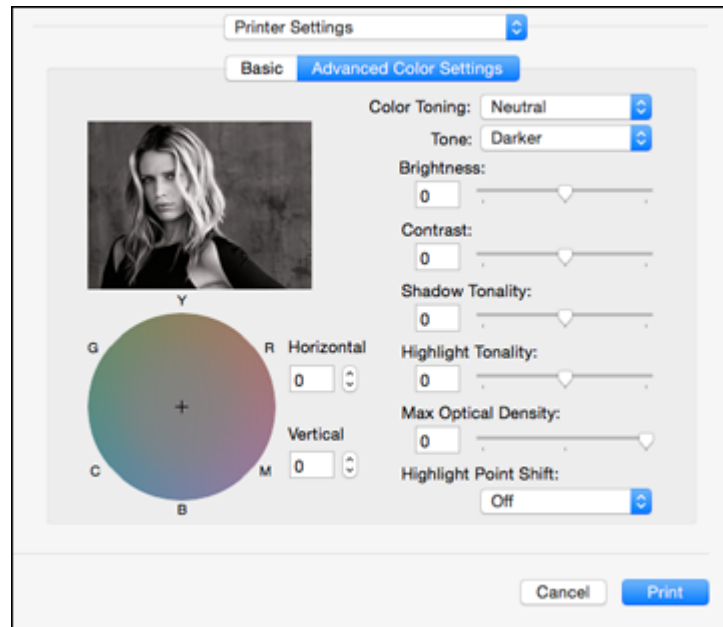 Printer Settings
Basic Advanced Color Settings
Color Toning: Neutral
Tone: Darker
Brightness:
0
Contrast:
0
Shadow Tonality:
0
Highlight Tonality:
0
Max Optical Density:
0
Highlight Point Shift:
Off
Y
G R
C M
B
Horizontal
0
Vertical
0
Cancel Print